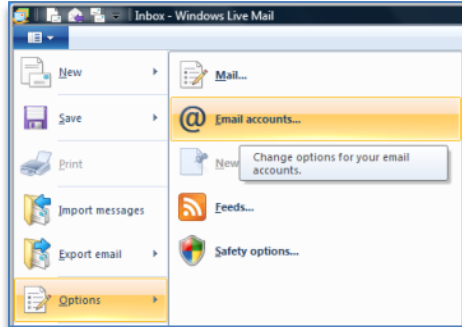 Inbox - Windows Live Mail
New
Save
Print
Import messages
Export email
Options
Mail...
Email accounts...
New
Change options for your email
accounts.
Feeds...
Safety options...